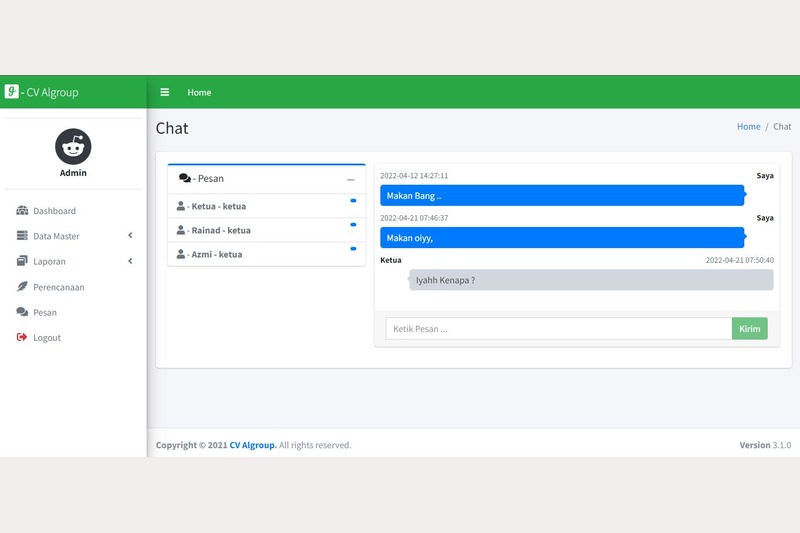 g - CV Algroup
Home
Admin
Dashboard
Data Master
Laporan
Perencanaan
Pesan
Logout
Chat
Home / Chat
- Pesan
- Ketua - ketua
- Rainad - ketua
- Azmi - ketua
2022-04-12 14:27:11 Saya
Makan Bang ..
2022-04-21 07:46:37 Saya
Makan oiyy,
Ketua 2022-04-21 07:50:40
Iyahh Kenapa ?
Ketik Pesan ... Kirim
Copyright © 2021 CV Algroup. All rights reserved. Version 3.1.0